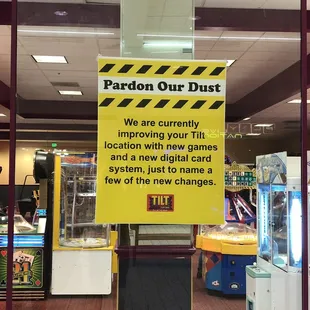 Pardon Our Dust
We are currently
improving your Tilt
location with new games
and a new digital card
system, just to name a
few of the new changes.
TILT